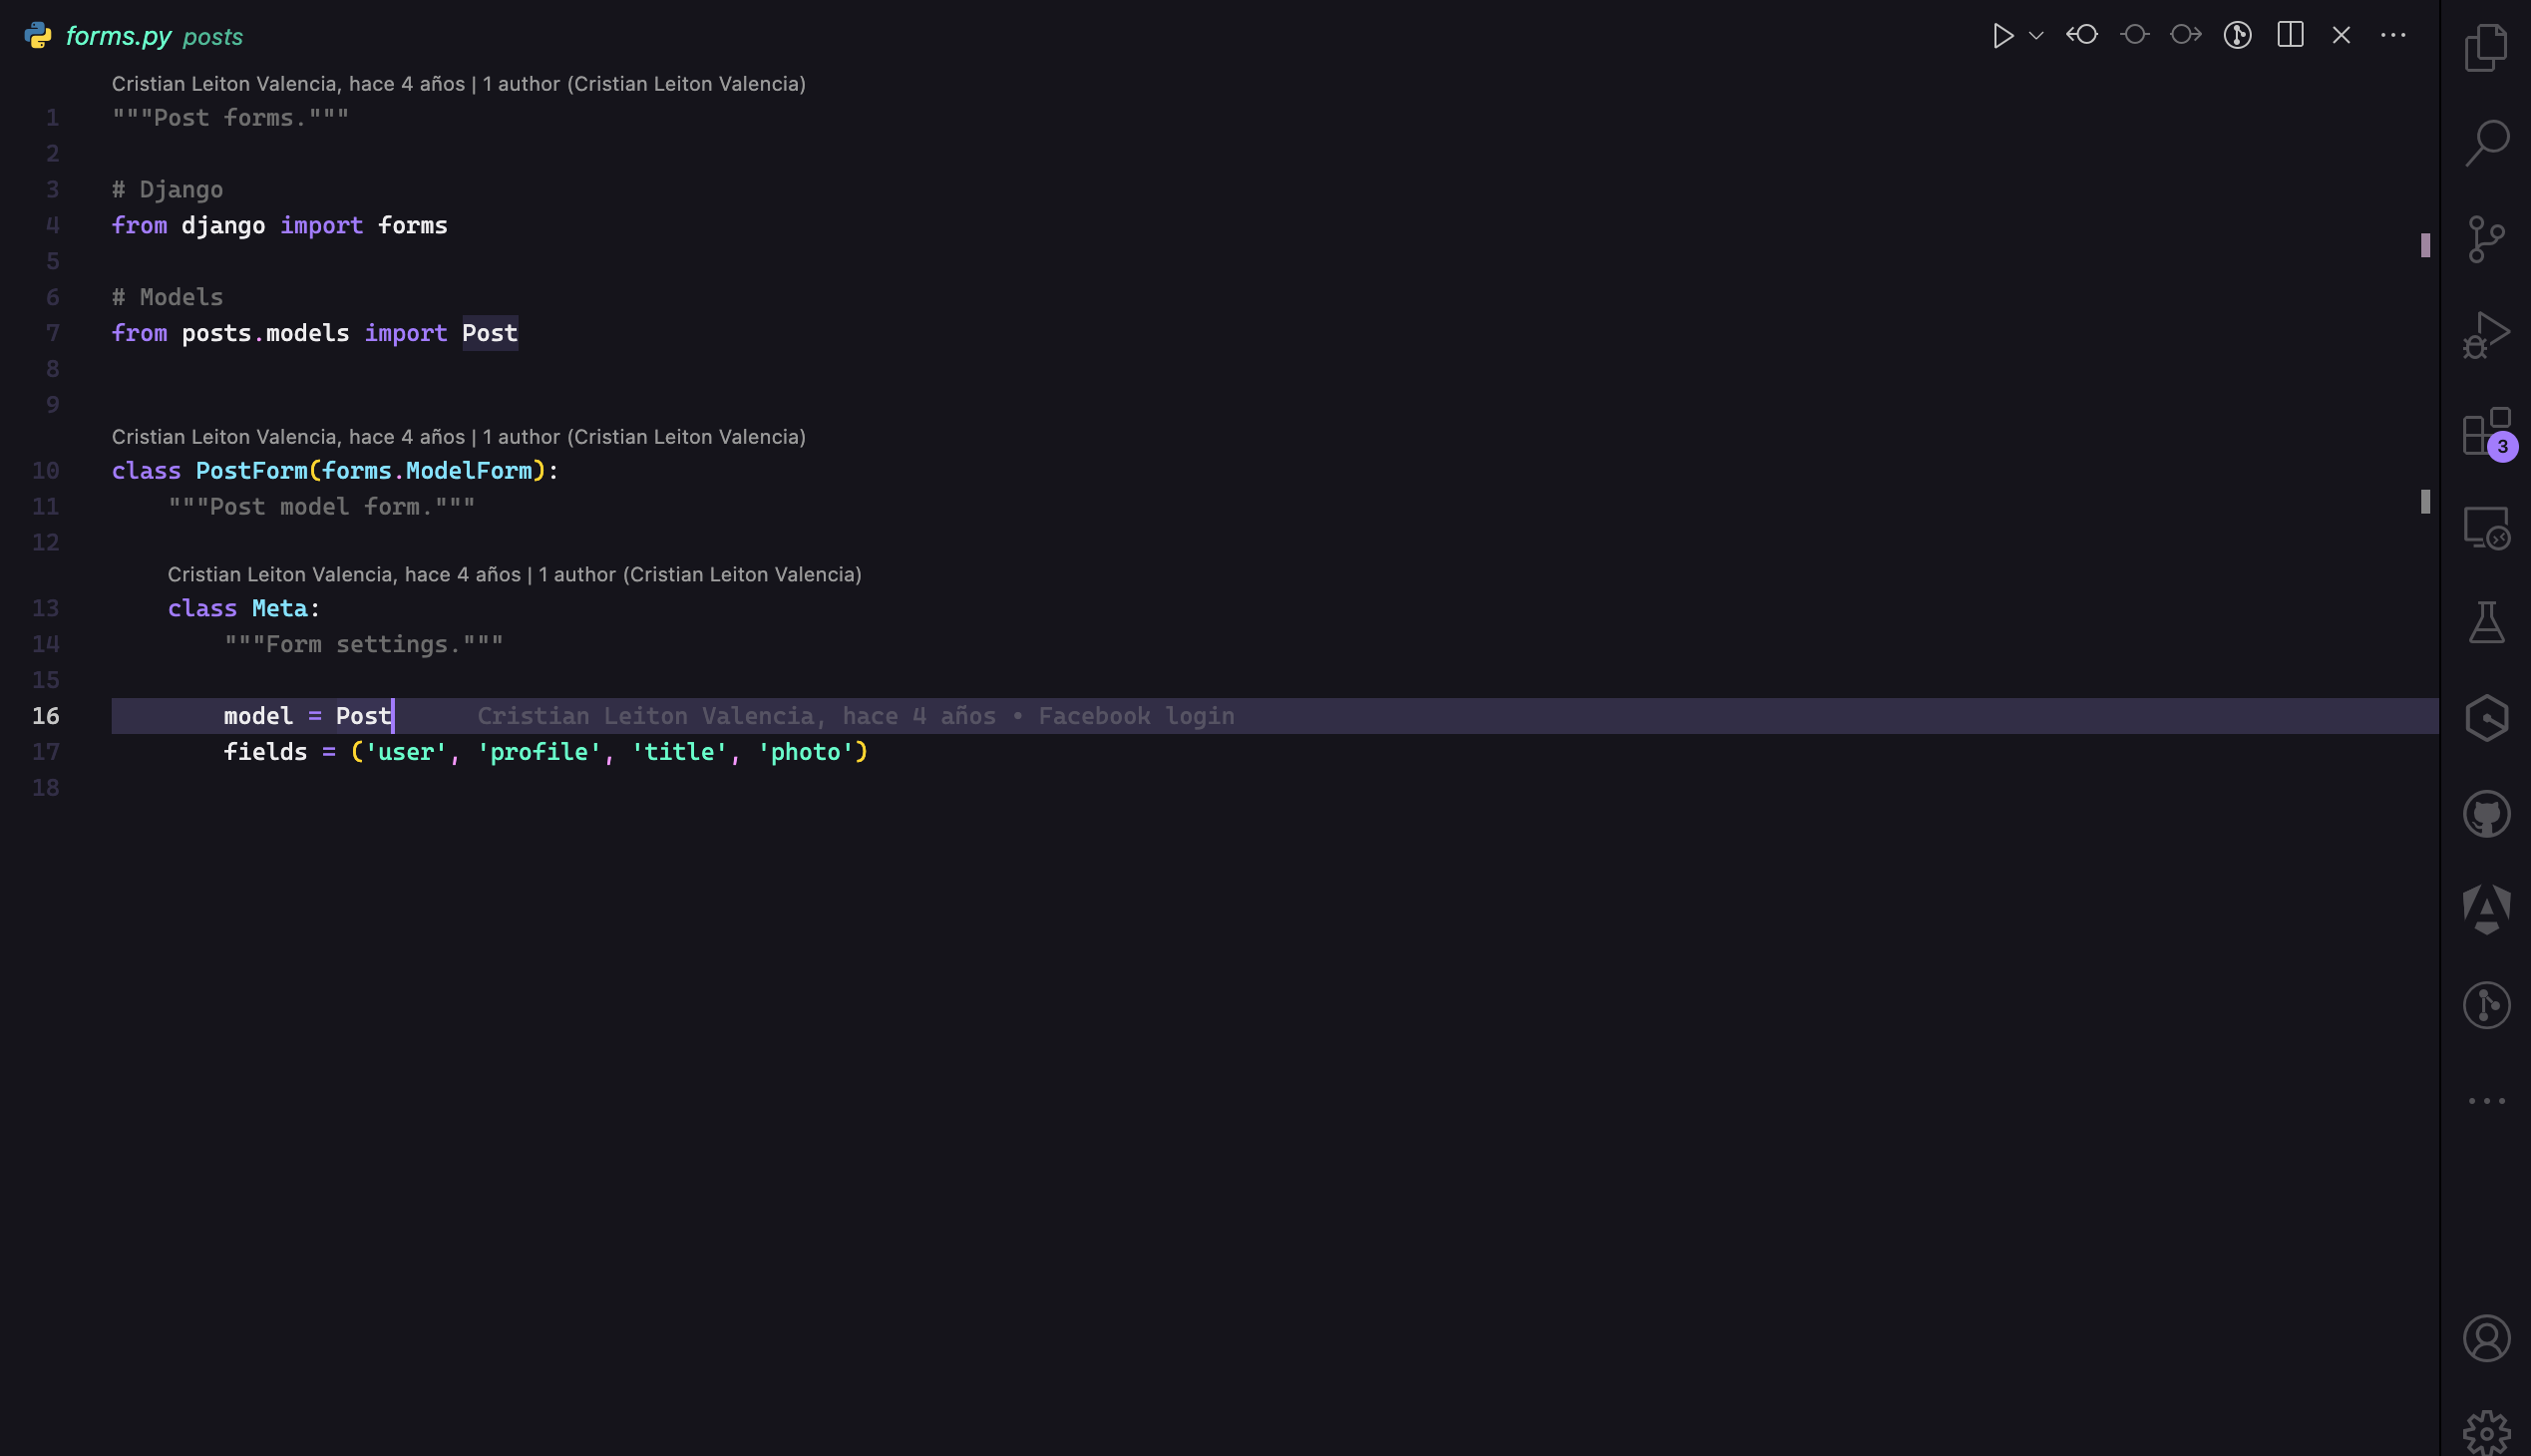 forms.py posts
Cristian Leiton Valencia, hace 4 años | 1 author (Cristian Leiton Valencia)
1 """Post forms."""
2
3 # Django
4 from django import forms
5
6 # Models
7 from posts.models import Post
8
9
Cristian Leiton Valencia, hace 4 años | 1 author (Cristian Leiton Valencia)
10 class PostForm(forms.ModelForm):
11     """Post model form."""
12
Cristian Leiton Valencia, hace 4 años | 1 author (Cristian Leiton Valencia)
13     class Meta:
14         """Form settings."""
15
16         model = Post Cristian Leiton Valencia, hace 4 años • Facebook login
17         fields = ('user', 'profile', 'title', 'photo')
18
3